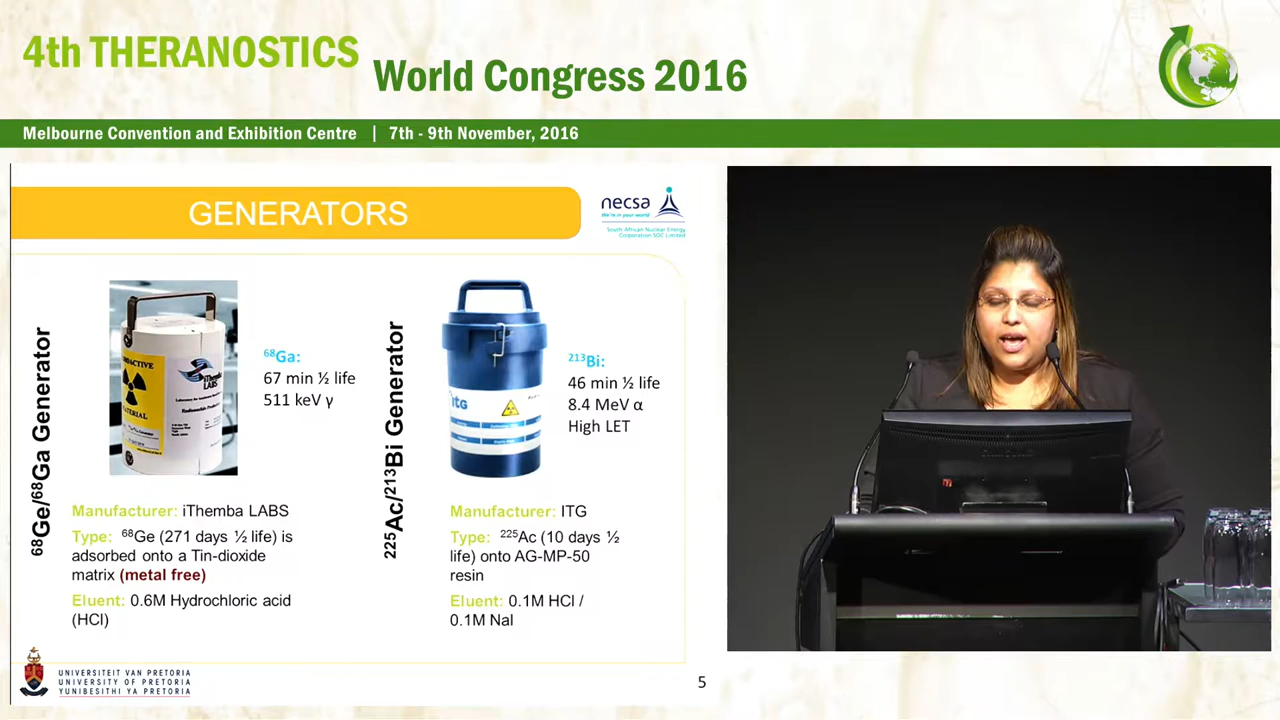 4th THERANOSTICS
World Congress 2016
Melbourne Convention and Exhibition Centre | 7th - 9th November, 2016
GENERATORS
necsa
We're in your world
South African Nuclear Energy
Corporation SOC Limited
⁶⁸Ge/⁶⁸Ga Generator
RADIOACTIVE
MATERIAL
iThemba
LABS
⁶⁸Ga:
67 min ½ life
511 keV γ
²²⁵Ac/²¹³Bi Generator
itg
²¹³Bi:
46 min ½ life
8.4 MeV α
High LET
Manufacturer: iThemba LABS
Type: ⁶⁸Ge (271 days ½ life) is
adsorbed onto a Tin-dioxide
matrix (metal free)
Eluent: 0.6M Hydrochloric acid
(HCl)
Manufacturer: ITG
Type: ²²⁵Ac (10 days ½
life) onto AG-MP-50
resin
Eluent: 0.1M HCl /
0.1M NaI
UNIVERSITEIT VAN PRETORIA
UNIVERSITY OF PRETORIA
YUNIBESITHI YA PRETORIA
5